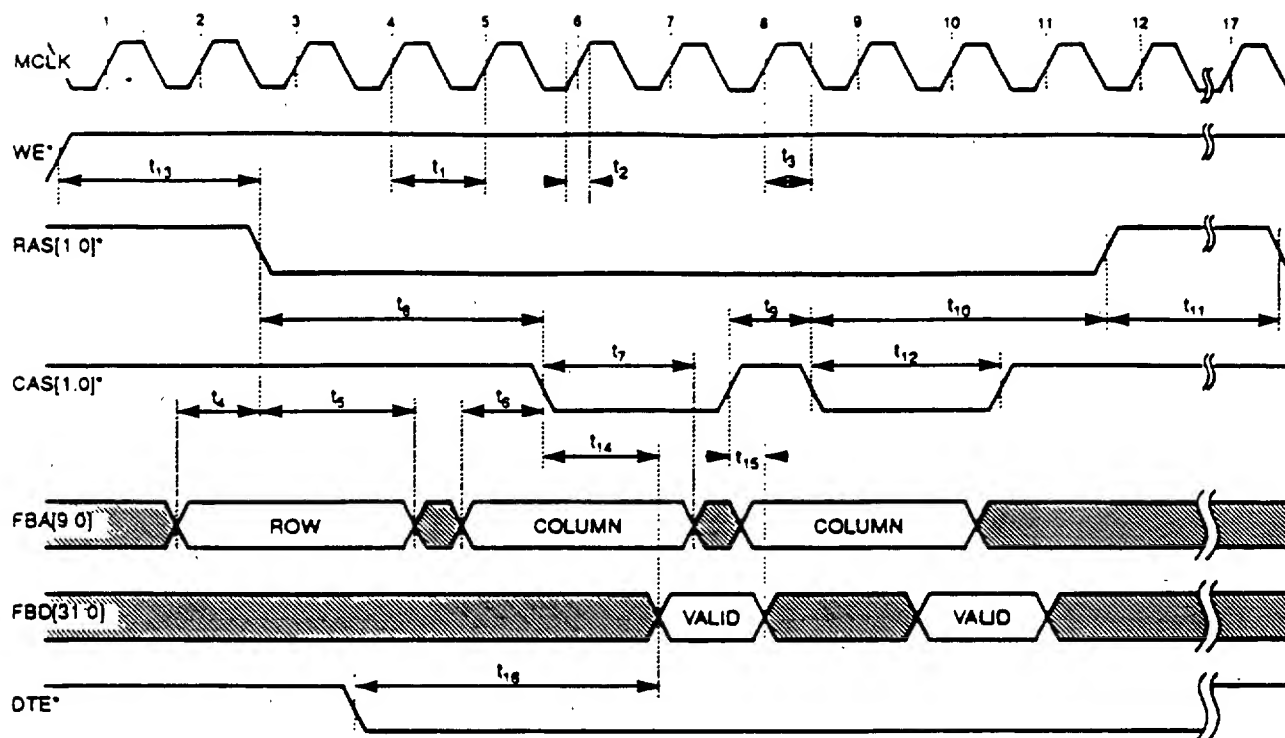 1 2 3 4 5 6 7 8 9 10 11 12 17
MCLK
WE*
t13 t1 t2 t3
RAS[1 0]*
t8 t9 t10 t11
t7 t12
CAS[1.0]*
t4 t5 t6
t14 t15
FBA[9 0] ROW COLUMN COLUMN
FBD[31 0] VALID VALID
t16
DTE*